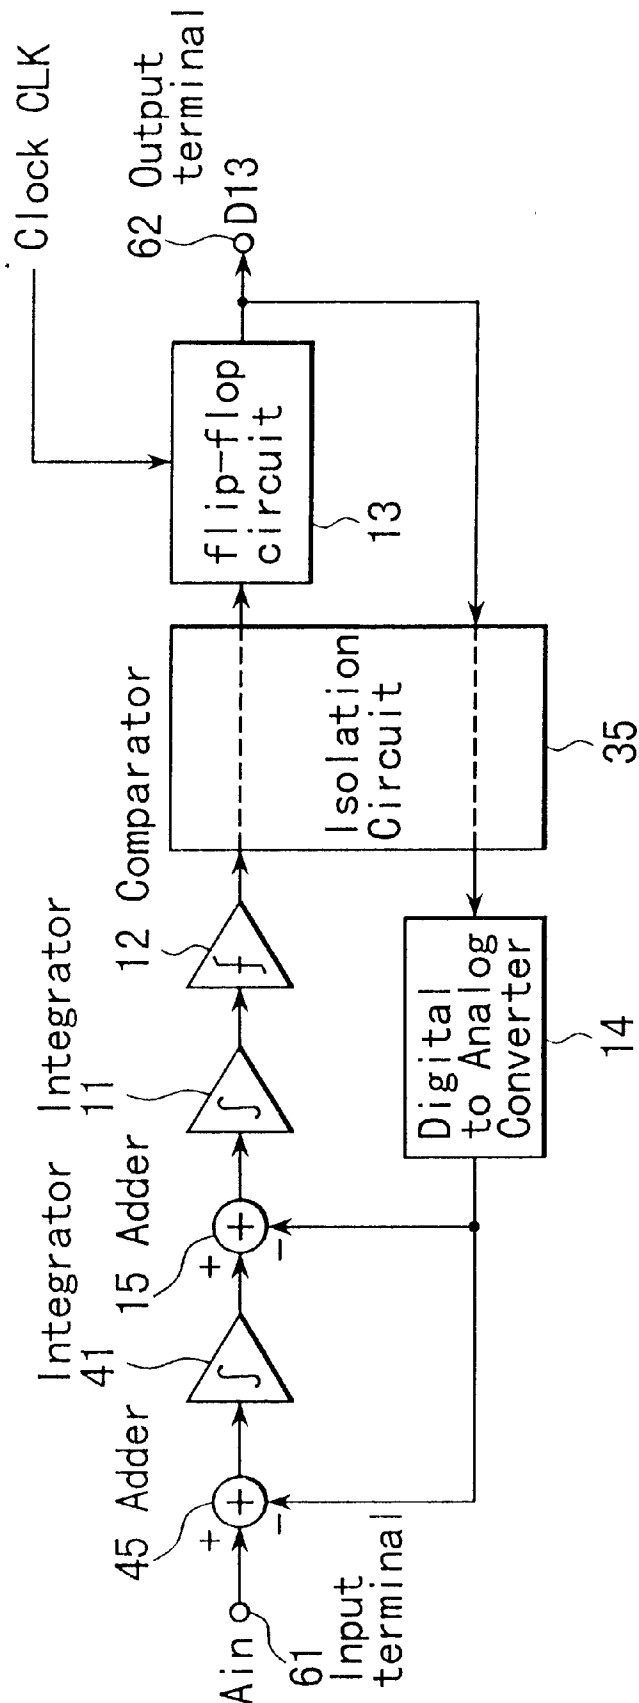 Clock CLK
62 Output
terminal
D13
flip-flop
circuit
13
12 Comparator
Isolation
Circuit
35
Integrator
11
15 Adder
Integrator
41
45 Adder
+
+
-
+
+
-
Digital
to Analog
Converter
14
Ain
61
Input
terminal